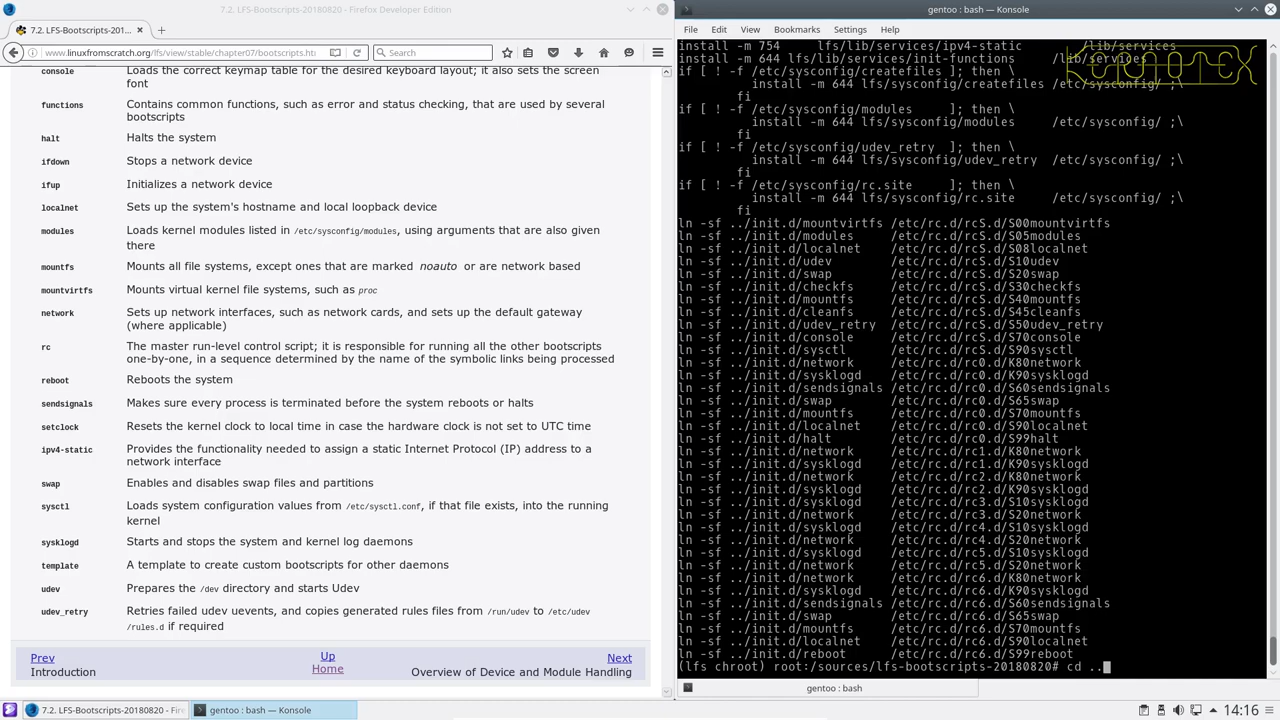 7.2. LFS-Bootscripts-20180820 - Firefox Developer Edition
7.2. LFS-Bootscripts-201...
www.linuxfromscratch.org/lfs/view/stable/chapter07/bootscripts.ht
Search
console Loads the correct keymap table for the desired keyboard layout; it also sets the screen
font
functions Contains common functions, such as error and status checking, that are used by several
bootscripts
halt Halts the system
ifdown Stops a network device
ifup Initializes a network device
localnet Sets up the system's hostname and local loopback device
modules Loads kernel modules listed in /etc/sysconfig/modules, using arguments that are also given
there
mountfs Mounts all file systems, except ones that are marked noauto or are network based
mountvirtfs Mounts virtual kernel file systems, such as proc
network Sets up network interfaces, such as network cards, and sets up the default gateway
(where applicable)
rc The master run-level control script; it is responsible for running all the other bootscripts
one-by-one, in a sequence determined by the name of the symbolic links being processed
reboot Reboots the system
sendsignals Makes sure every process is terminated before the system reboots or halts
setclock Resets the kernel clock to local time in case the hardware clock is not set to UTC time
ipv4-static Provides the functionality needed to assign a static Internet Protocol (IP) address to a
network interface
swap Enables and disables swap files and partitions
sysctl Loads system configuration values from /etc/sysctl.conf, if that file exists, into the running
kernel
sysklogd Starts and stops the system and kernel log daemons
template A template to create custom bootscripts for other daemons
udev Prepares the /dev directory and starts Udev
udev_retry Retries failed udev uevents, and copies generated rules files from /run/udev to /etc/udev
/rules.d if required
Prev Up Next
Introduction Home Overview of Device and Module Handling
gentoo : bash — Konsole
File Edit View Bookmarks Settings Help
install -m 754 lfs/lib/services/ipv4-static /lib/services
install -m 644 lfs/lib/services/init-functions /lib/services
if [ ! -f /etc/sysconfig/createfiles ]; then \
install -m 644 lfs/sysconfig/createfiles /etc/sysconfig/ ;\
fi
if [ ! -f /etc/sysconfig/modules ]; then \
install -m 644 lfs/sysconfig/modules /etc/sysconfig/ ;\
fi
if [ ! -f /etc/sysconfig/udev_retry ]; then \
install -m 644 lfs/sysconfig/udev_retry /etc/sysconfig/ ;\
fi
if [ ! -f /etc/sysconfig/rc.site ]; then \
install -m 644 lfs/sysconfig/rc.site /etc/sysconfig/ ;\
fi
ln -sf ../init.d/mountvirtfs /etc/rc.d/rcS.d/S00mountvirtfs
ln -sf ../init.d/modules /etc/rc.d/rcS.d/S05modules
ln -sf ../init.d/localnet /etc/rc.d/rcS.d/S08localnet
ln -sf ../init.d/udev /etc/rc.d/rcS.d/S10udev
ln -sf ../init.d/swap /etc/rc.d/rcS.d/S20swap
ln -sf ../init.d/checkfs /etc/rc.d/rcS.d/S30checkfs
ln -sf ../init.d/mountfs /etc/rc.d/rcS.d/S40mountfs
ln -sf ../init.d/cleanfs /etc/rc.d/rcS.d/S45cleanfs
ln -sf ../init.d/udev_retry /etc/rc.d/rcS.d/S50udev_retry
ln -sf ../init.d/console /etc/rc.d/rcS.d/S70console
ln -sf ../init.d/sysctl /etc/rc.d/rcS.d/S90sysctl
ln -sf ../init.d/network /etc/rc.d/rc0.d/K80network
ln -sf ../init.d/sysklogd /etc/rc.d/rc0.d/K90sysklogd
ln -sf ../init.d/sendsignals /etc/rc.d/rc0.d/S60sendsignals
ln -sf ../init.d/swap /etc/rc.d/rc0.d/S65swap
ln -sf ../init.d/mountfs /etc/rc.d/rc0.d/S70mountfs
ln -sf ../init.d/localnet /etc/rc.d/rc0.d/S90localnet
ln -sf ../init.d/halt /etc/rc.d/rc0.d/S99halt
ln -sf ../init.d/network /etc/rc.d/rc1.d/K80network
ln -sf ../init.d/sysklogd /etc/rc.d/rc1.d/K90sysklogd
ln -sf ../init.d/network /etc/rc.d/rc2.d/K80network
ln -sf ../init.d/sysklogd /etc/rc.d/rc2.d/K90sysklogd
ln -sf ../init.d/sysklogd /etc/rc.d/rc3.d/S10sysklogd
ln -sf ../init.d/network /etc/rc.d/rc3.d/S20network
ln -sf ../init.d/sysklogd /etc/rc.d/rc4.d/S10sysklogd
ln -sf ../init.d/network /etc/rc.d/rc4.d/S20network
ln -sf ../init.d/sysklogd /etc/rc.d/rc5.d/S10sysklogd
ln -sf ../init.d/network /etc/rc.d/rc5.d/S20network
ln -sf ../init.d/network /etc/rc.d/rc6.d/K80network
ln -sf ../init.d/sysklogd /etc/rc.d/rc6.d/K90sysklogd
ln -sf ../init.d/sendsignals /etc/rc.d/rc6.d/S60sendsignals
ln -sf ../init.d/swap /etc/rc.d/rc6.d/S65swap
ln -sf ../init.d/mountfs /etc/rc.d/rc6.d/S70mountfs
ln -sf ../init.d/localnet /etc/rc.d/rc6.d/S90localnet
ln -sf ../init.d/reboot /etc/rc.d/rc6.d/S99reboot
(lfs chroot) root:/sources/lfs-bootscripts-20180820# cd ..
gentoo : bash
7.2. LFS-Bootscripts-20180820 - Fire
gentoo : bash — Konsole
14:16